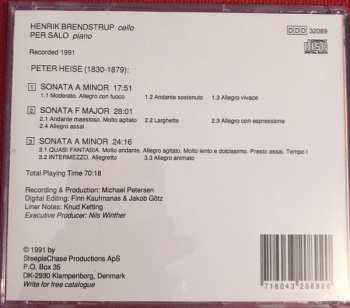 HENRIK BRENDSTRUP cello
PER SALO piano
Recorded 1991
DDD 32089
PETER HEISE (1830-1879):
1 SONATA A MINOR 17:51
1.1 Moderato. Allegro con fuoco 1.2 Andante sostenuto 1.3 Allegro vivace
2 SONATA F MAJOR 28:01
2.1 Andante maestoso. Molto agitato 2.2 Larghetto 2.3 Allegro con espressione
2.4 Allegro assai
3 SONATA A MINOR 24:16
3.1 QUASI FANTASIA. Molto andante. Allegro agitato. Molto lento e dolcissimo. Presto assai. Tempo I
3.2 INTERMEZZO. Allegretto 3.3 Allegro animato
Total Playing Time 70:18
Recording & Production: Michael Petersen
Digital Editing: Finn Kaufmanas & Jakob Götz
Liner Notes: Knud Ketting
Executive Producer: Nils Winther
© 1991 by
SteepleChase Productions ApS
P.O. Box 35
DK-2930 Klampenborg, Denmark
Write for free catalogue